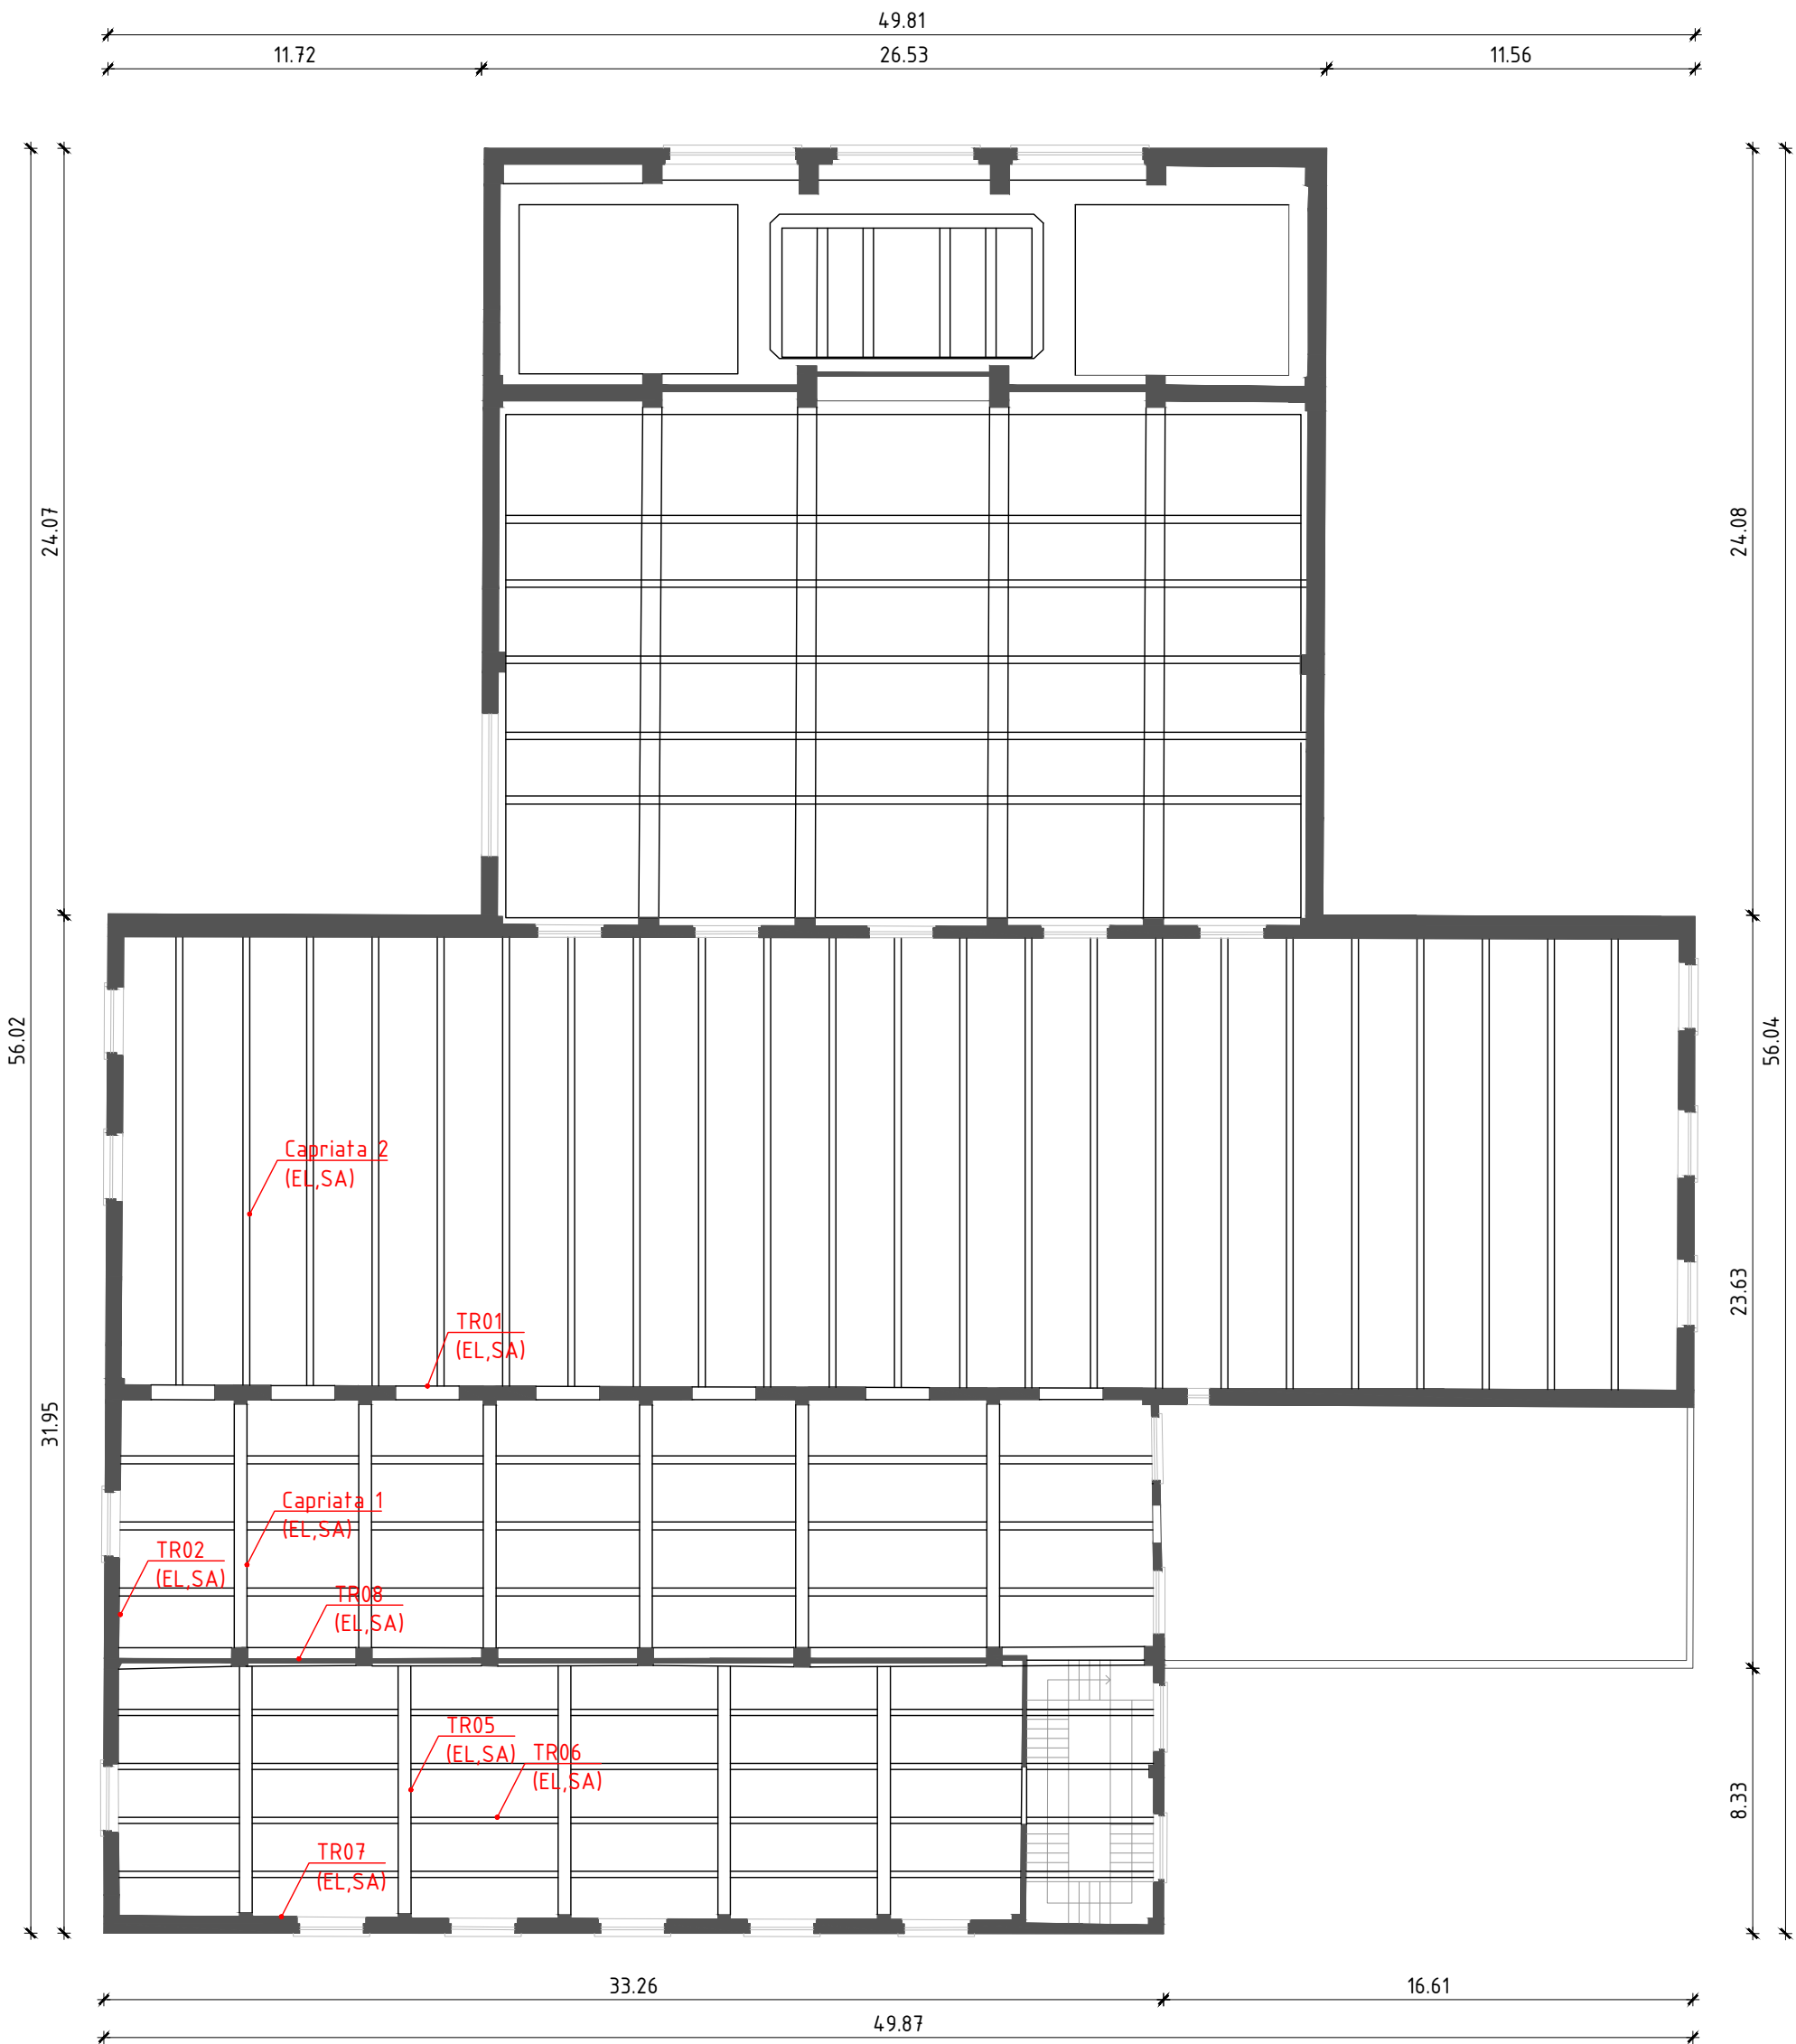 49.81
11.72
26.53
11.56
24.07
24.08
56.02
56.04
Capriata 2
(EL,SA)
23.63
TR01
(EL,SA)
31.95
Capriata 1
(EL,SA)
TR02
(EL,SA)
TR08
(EL,SA)
TR05
(EL,SA)
TR06
(EL,SA)
8.33
TR07
(EL,SA)
33.26
16.61
49.87